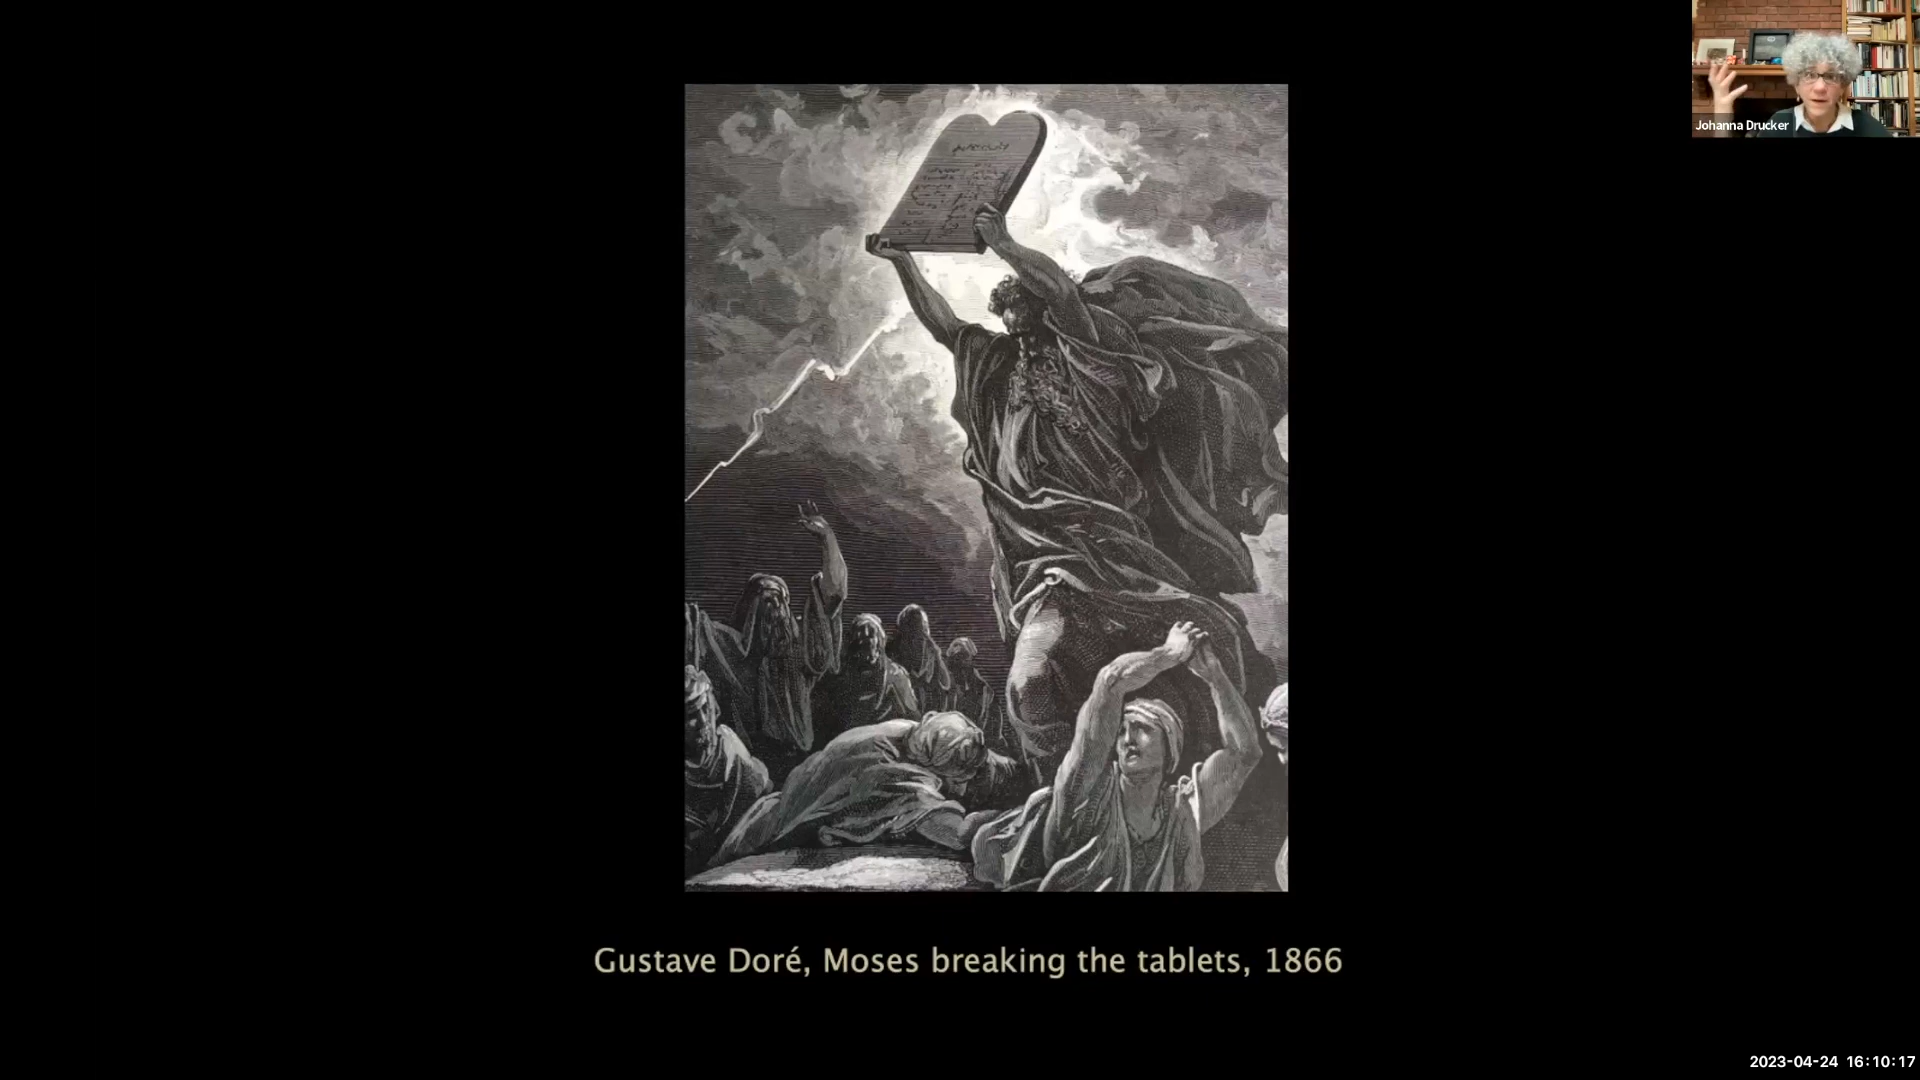 Johanna Drucker
Gustave Doré, Moses breaking the tablets, 1866
2023-04-24 16:10:17